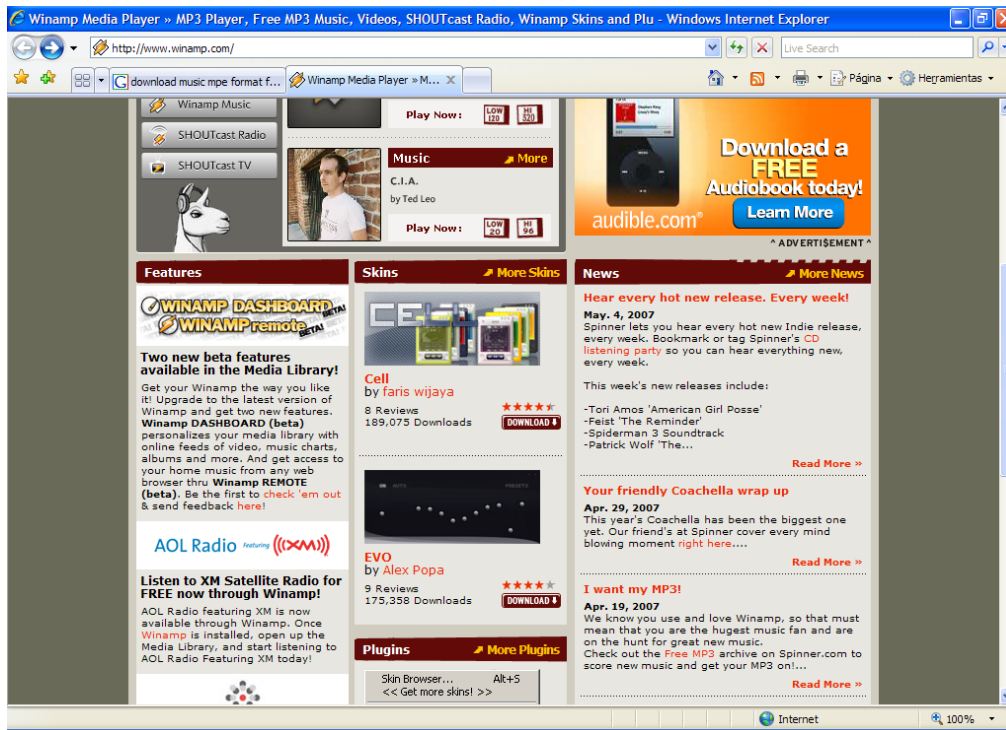 Winamp Media Player » MP3 Player, Free MP3 Music, Videos, SHOUTcast Radio, Winamp Skins and Plu - Windows Internet Explorer
http://www.winamp.com/
Live Search
download music mpe format f...
Winamp Media Player » M...
Página
Herramientas
Winamp Music
SHOUTcast Radio
SHOUTcast TV
Play Now:
LOW 120
HI 320
Music
More
C.I.A.
by Ted Leo
Play Now:
LOW 20
HI 96
Download a
FREE
Audiobook today!
audible.com®
Learn More
^ ADVERTI$EMENT ^
Features
WINAMP DASHBOARD BETA!
WINAMP remote BETA!
Two new beta features
available in the Media Library!
Get your Winamp the way you like
it! Upgrade to the latest version of
Winamp and get two new features.
Winamp DASHBOARD (beta)
personalizes your media library with
online feeds of video, music charts,
albums and more. And get access to
your home music from any web
browser thru Winamp REMOTE
(beta). Be the first to check 'em out
& send feedback here!
AOL Radio Featuring ((XM))
Listen to XM Satellite Radio for
FREE now through Winamp!
AOL Radio featuring XM is now
available through Winamp. Once
Winamp is installed, open up the
Media Library, and start listening to
AOL Radio Featuring XM today!
Skins
More Skins
CELL
Cell
by faris wijaya
8 Reviews
189,075 Downloads
DOWNLOAD
ON AUTO PRESETS
EVO
by Alex Popa
9 Reviews
175,358 Downloads
DOWNLOAD
Plugins
More Plugins
Skin Browser... Alt+S
<< Get more skins! >>
News
More News
Hear every hot new release. Every week!
May. 4, 2007
Spinner lets you hear every hot new Indie release,
every week. Bookmark or tag Spinner's CD
listening party so you can hear everything new,
every week.
This week's new releases include:
-Tori Amos 'American Girl Posse'
-Feist 'The Reminder'
-Spiderman 3 Soundtrack
-Patrick Wolf 'The...
Read More »
Your friendly Coachella wrap up
Apr. 29, 2007
This year's Coachella has been the biggest one
yet. Our friend's at Spinner cover every mind
blowing moment right here....
Read More »
I want my MP3!
Apr. 19, 2007
We know you use and love Winamp, so that must
mean that you are the hugest music fan and are
on the hunt for great new music.
Check out the Free MP3 archive on Spinner.com to
score new music and get your MP3 on!...
Read More »
Internet
100%